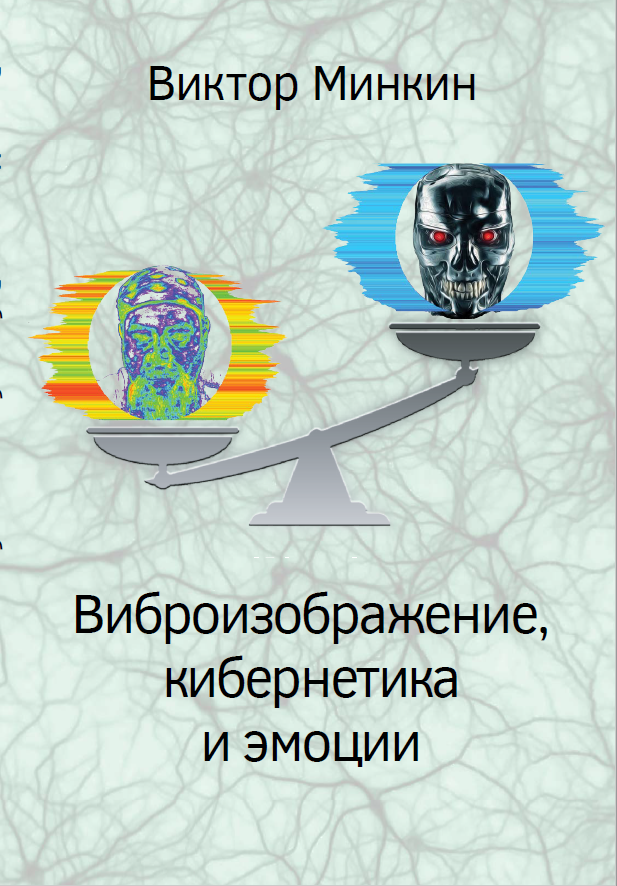 Виктор Минкин
Виброизображение,
кибернетика
и эмоции